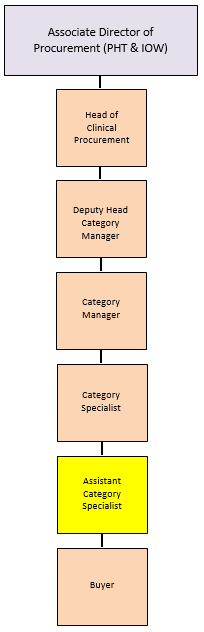 Associate Director of
Procurement (PHT & IOW)
Head of
Clinical
Procurement
Deputy Head
Category
Manager
Category
Manager
Category
Specialist
Assistant
Category
Specialist
Buyer